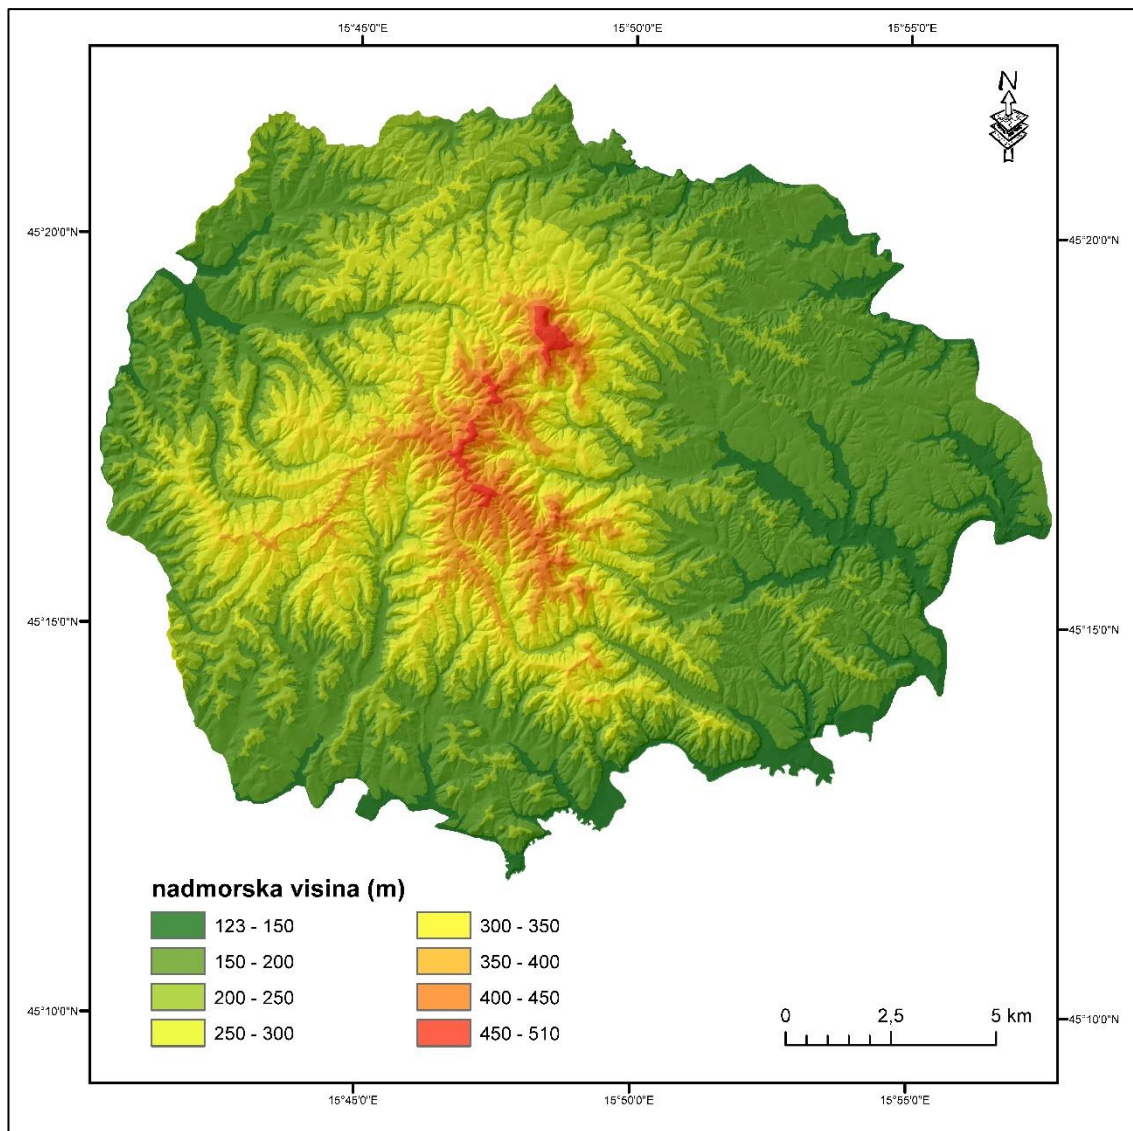 15°45'0"E 15°50'0"E 15°55'0"E
N
45°20'0"N 45°20'0"N
45°15'0"N 45°15'0"N
nadmorska visina (m)
123 - 150
150 - 200
200 - 250
250 - 300
300 - 350
350 - 400
400 - 450
450 - 510
0 2,5 5 km
45°10'0"N 45°10'0"N
15°45'0"E 15°50'0"E 15°55'0"E